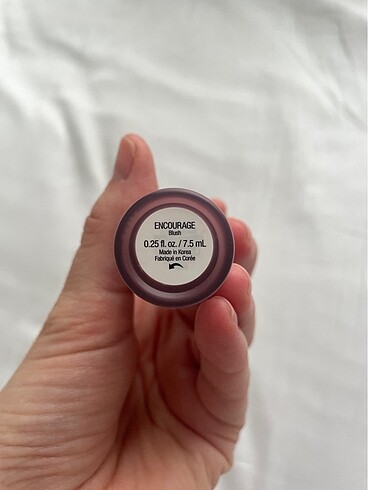 ENCOURAGE
Blush
0.25 fl. oz. / 7.5 mL
Made in Korea
Fabriqué en Corée